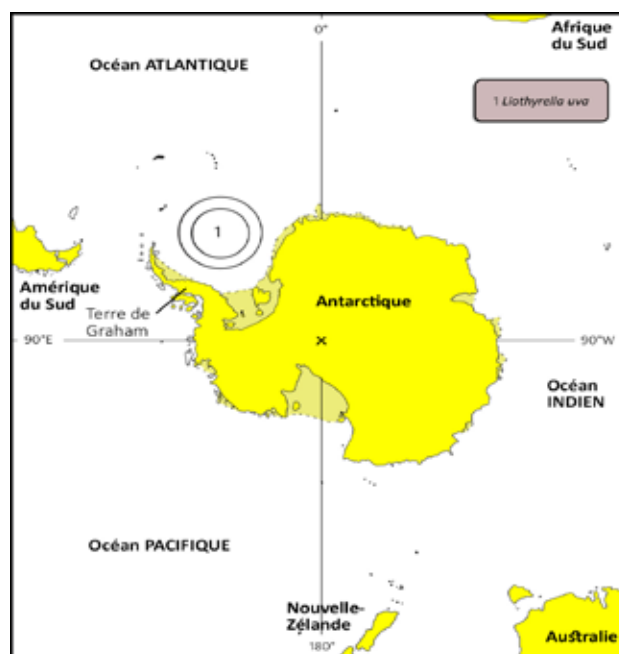 0°
Afrique
du Sud
Océan ATLANTIQUE
1 Liothyrella uva
1
Amérique
du Sud
Terre de
Graham
Antarctique
90°E
90°W
Océan
INDIEN
Océan PACIFIQUE
Nouvelle-
Zélande
180°
Australie